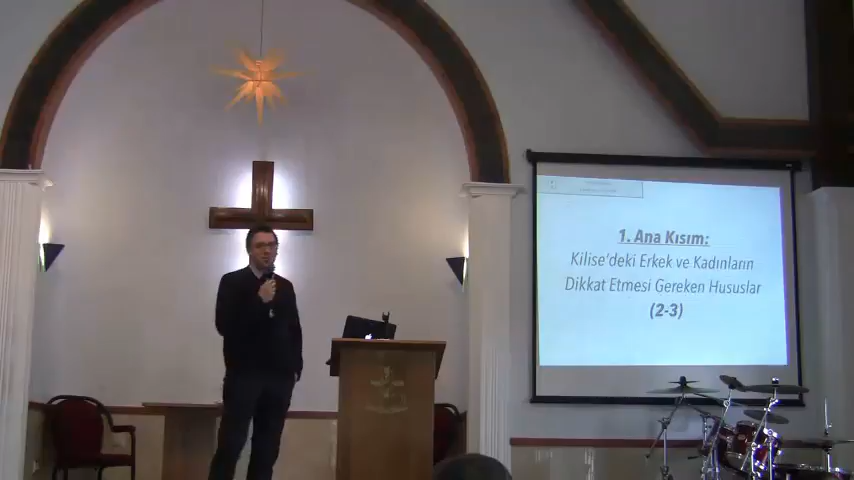 1. Ana Kısım:
Kilise'deki Erkek ve Kadınların
Dikkat Etmesi Gereken Hususlar
(2-3)